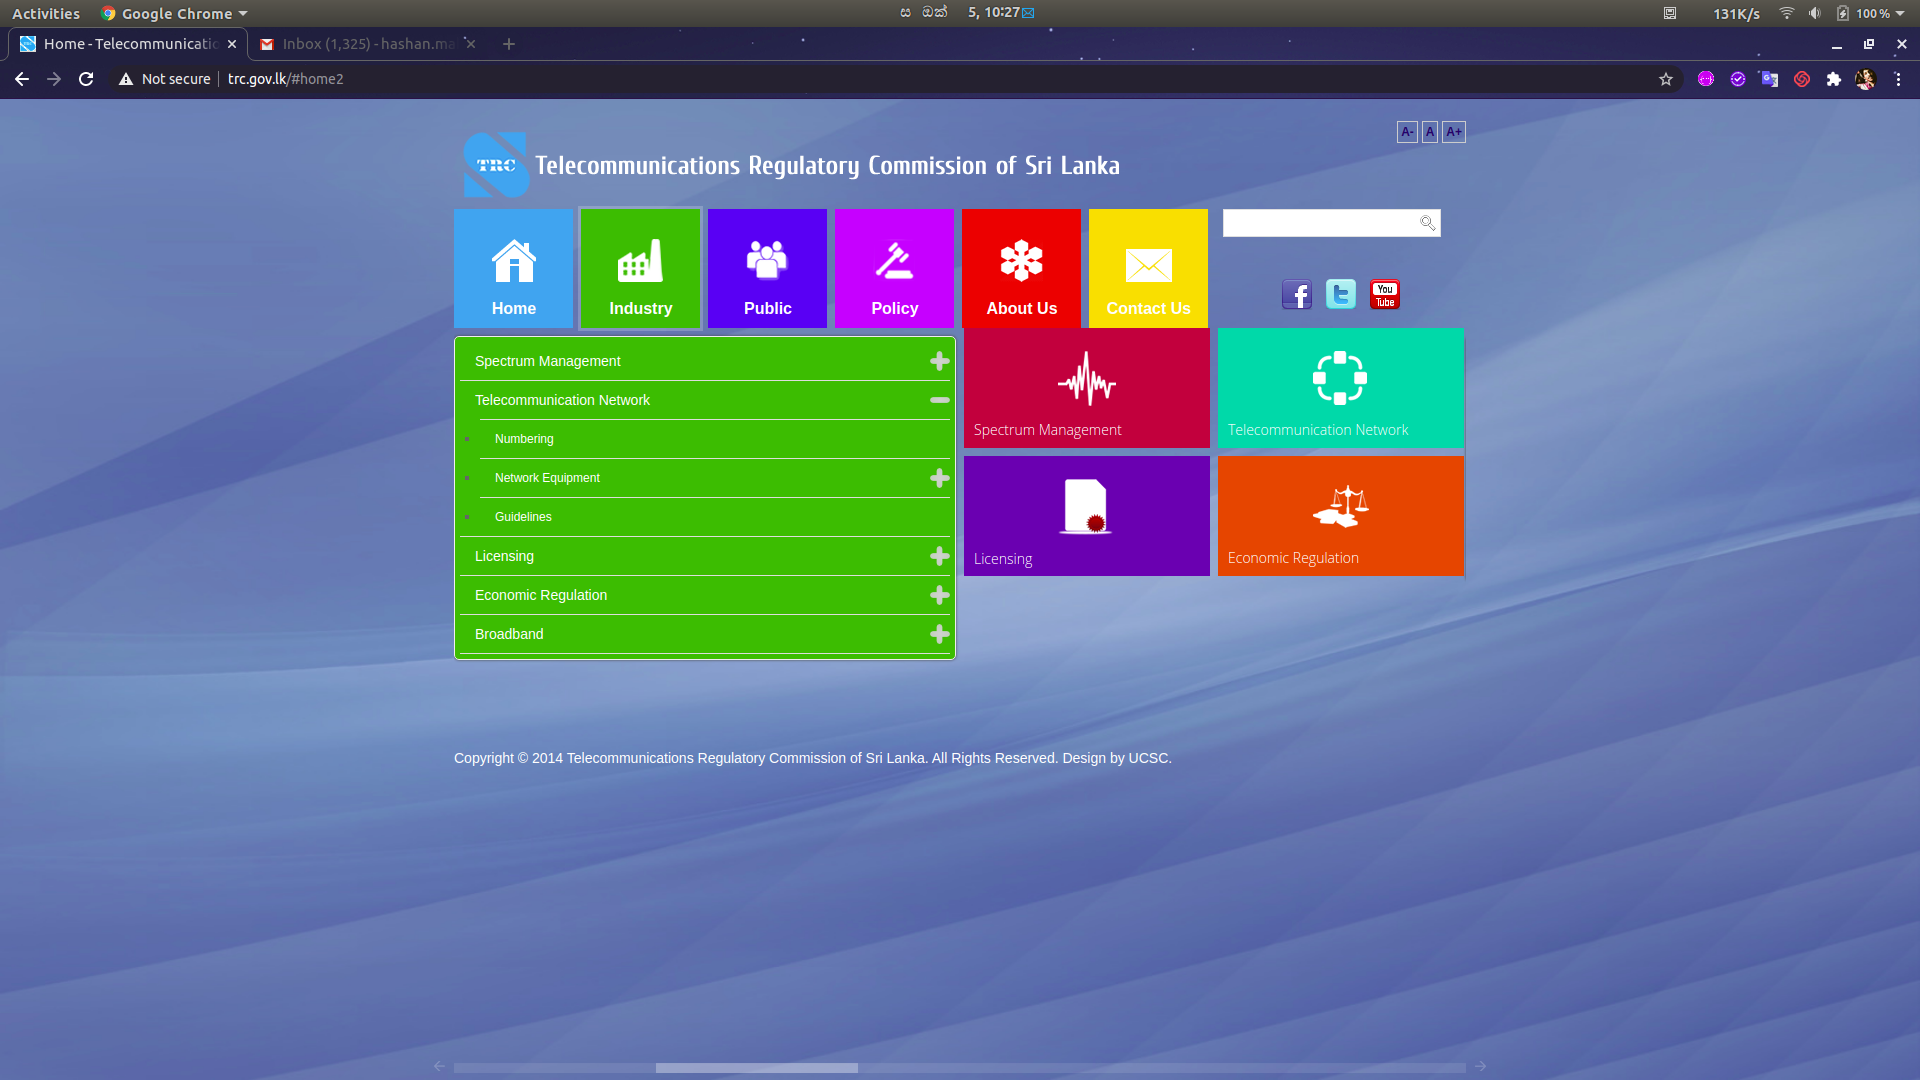 Activities Google Chrome ස ඔක් 5, 10:27 131K/s 100 %
Home - Telecommunicatio Inbox (1,325) - hashan.ma
Not secure trc.gov.lk/#home2
A- A A+
TRC Telecommunications Regulatory Commission of Sri Lanka
Home Industry Public Policy About Us Contact Us
You Tube
Spectrum Management
Telecommunication Network
Numbering
Network Equipment
Guidelines
Licensing
Economic Regulation
Broadband
Spectrum Management Telecommunication Network
Licensing Economic Regulation
Copyright © 2014 Telecommunications Regulatory Commission of Sri Lanka. All Rights Reserved. Design by UCSC.